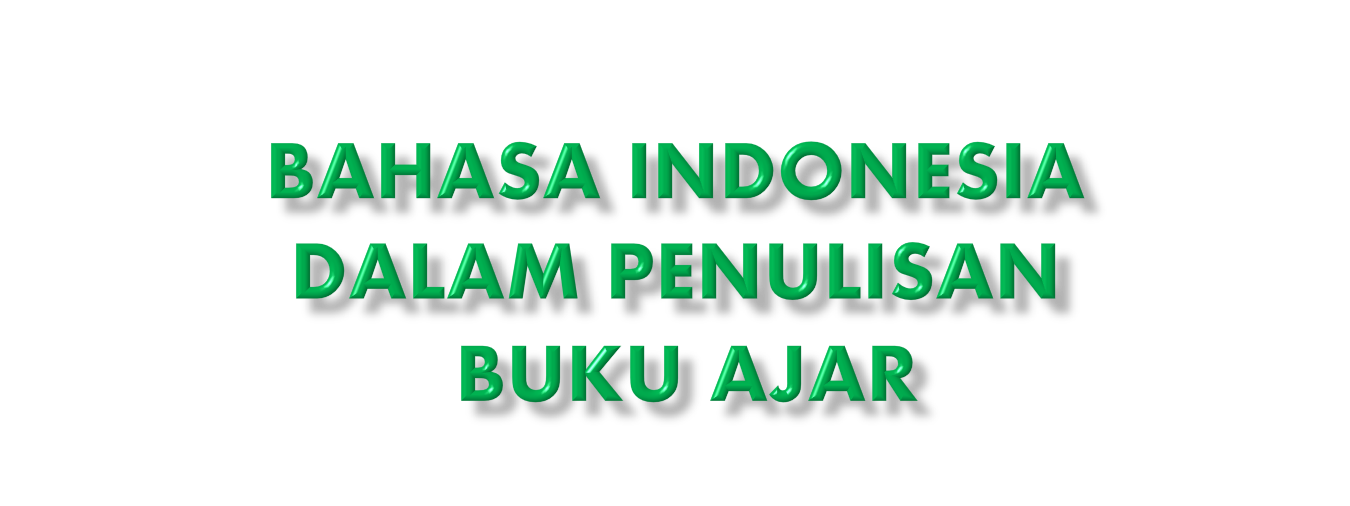 BAHASA INDONESIA
DALAM PENULISAN
BUKU AJAR